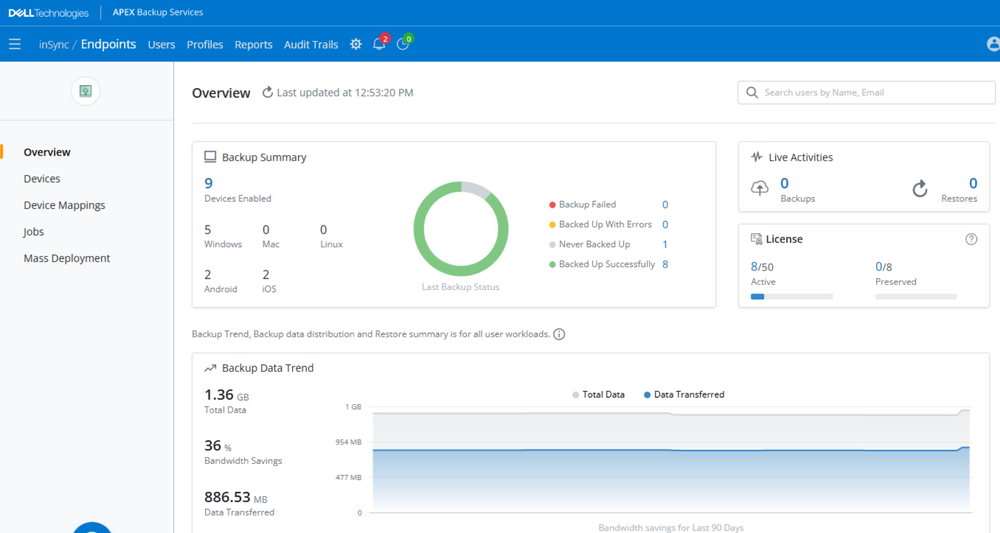 DELLTechnologies APEX Backup Services
inSync / Endpoints Users Profiles Reports Audit Trails 2 0
Overview Last updated at 12:53:20 PM
Search users by Name, Email
Overview
Devices
Device Mappings
Jobs
Mass Deployment
Backup Summary
9
Devices Enabled
5 0 0
Windows Mac Linux
2 2
Android iOS
Last Backup Status
Backup Failed 0
Backed Up With Errors 0
Never Backed Up 1
Backed Up Successfully 8
Live Activities
0 0
Backups Restores
License ?
8/50 0/8
Active Preserved
Backup Trend, Backup data distribution and Restore summary is for all user workloads. i
Backup Data Trend
1.36 GB
Total Data
36 %
Bandwidth Savings
886.53 MB
Data Transferred
Total Data Data Transferred
1 GB
954 MB
477 MB
0
Bandwidth savings for Last 90 Days